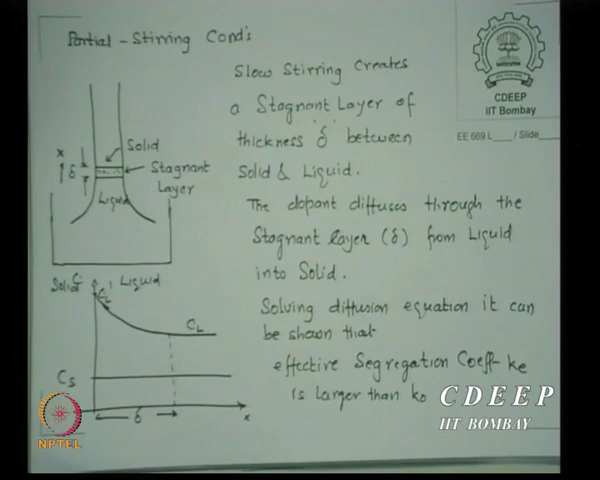 Partial - Stirring Cond's
Slow Stirring Creates
a Stagnant Layer of
thickness "δ" between
Solid & Liquid.
The dopant diffuses through the
Stagnant layer (δ) from Liquid
into Solid.
Solving diffusion equation it can
be shown that
effective Segregation Coeff- ke
is larger than ko
x
δ
Solid
Stagnant
Layer
Liquid
Solid
C
Liquid
CL'
CL
Cs
δ
x
CDEEP
IIT Bombay
EE 669 L___ / Slide___
NPTEL
CDEEP
IIT BOMBAY